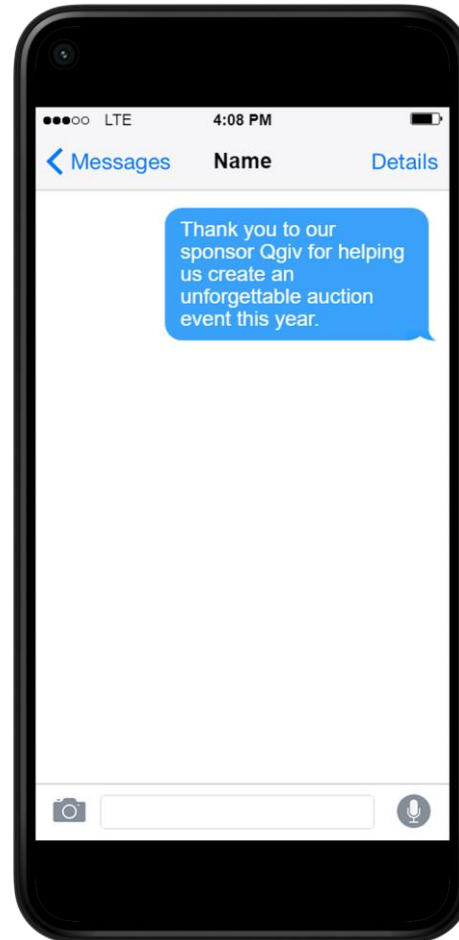 LTE 4:08 PM
Messages Name Details
Thank you to our
sponsor Qgiv for helping
us create an
unforgettable auction
event this year.